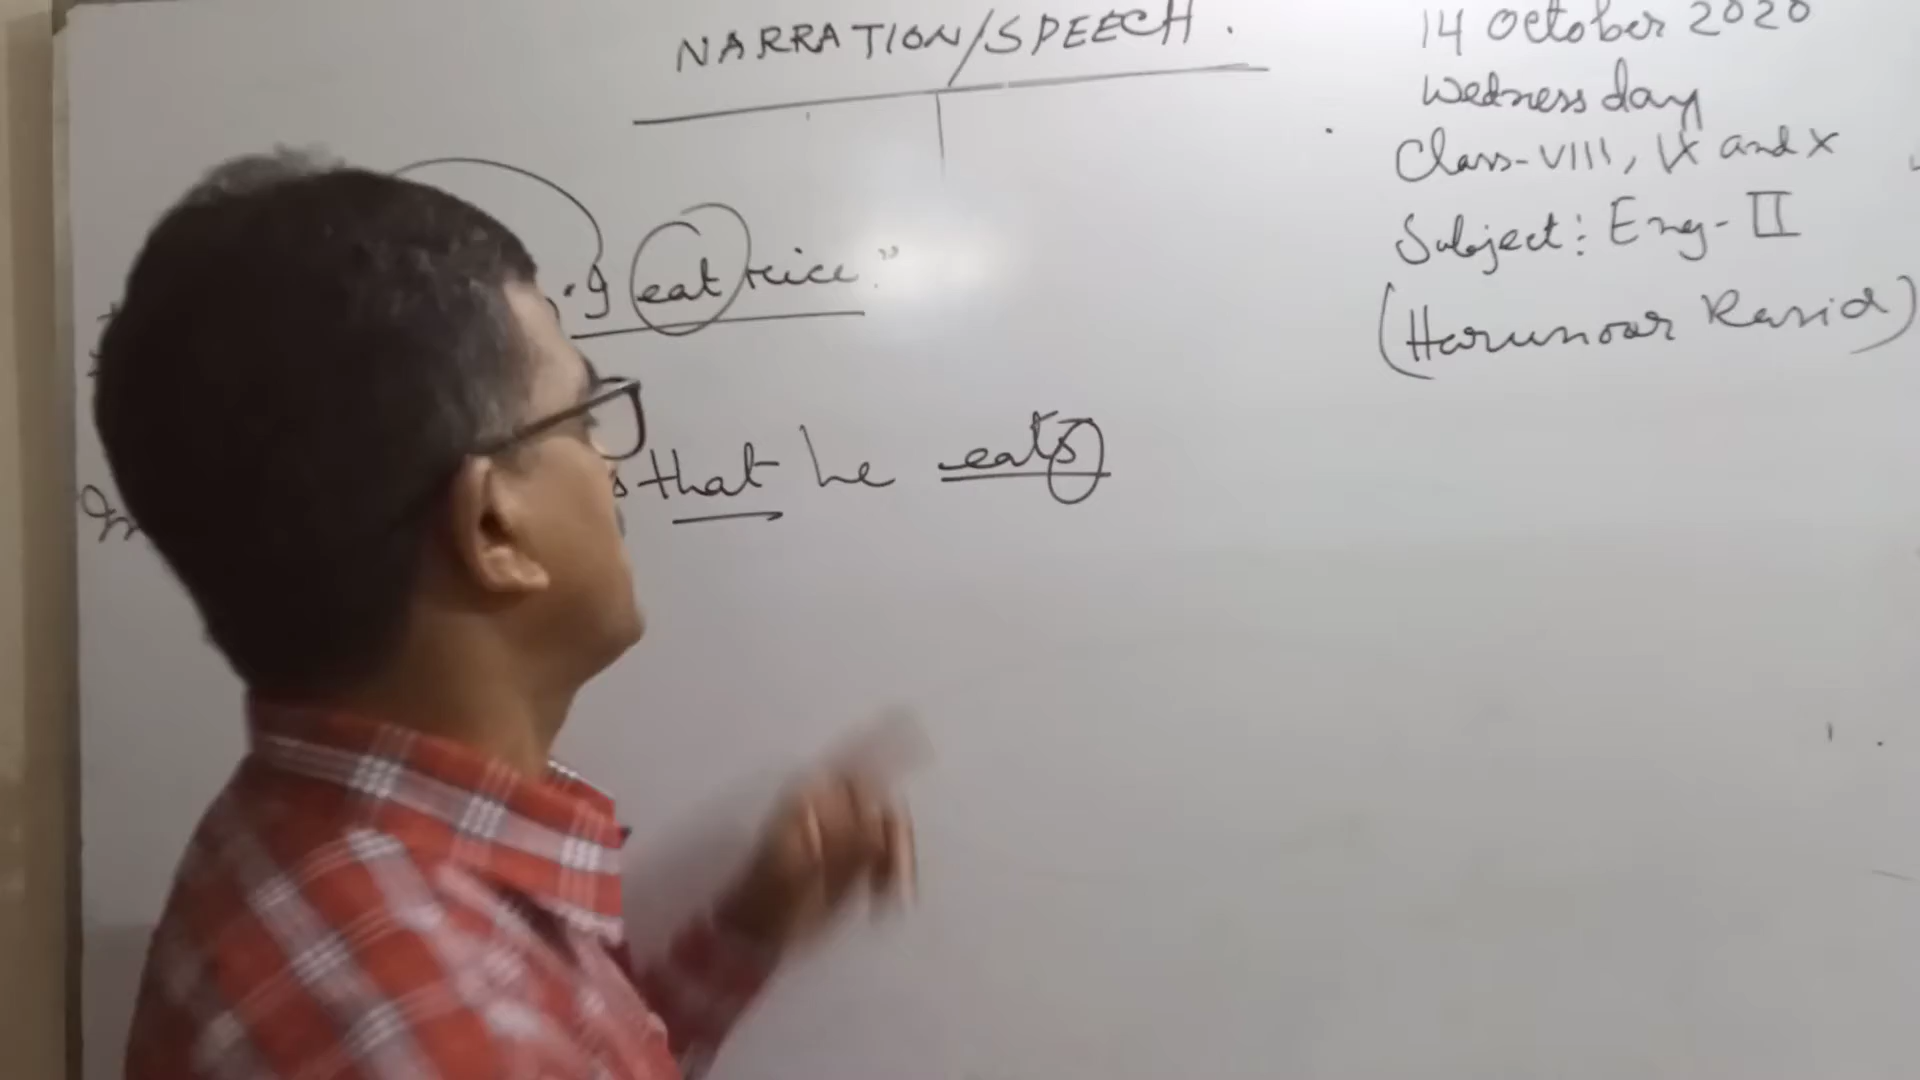 NARRATION/SPEECH.
14 October 2020
Wednessday
Class-VIII, IX and X
Subject: Eng-II
(Harunoar Rasid)
"I eat rice."
that he eats